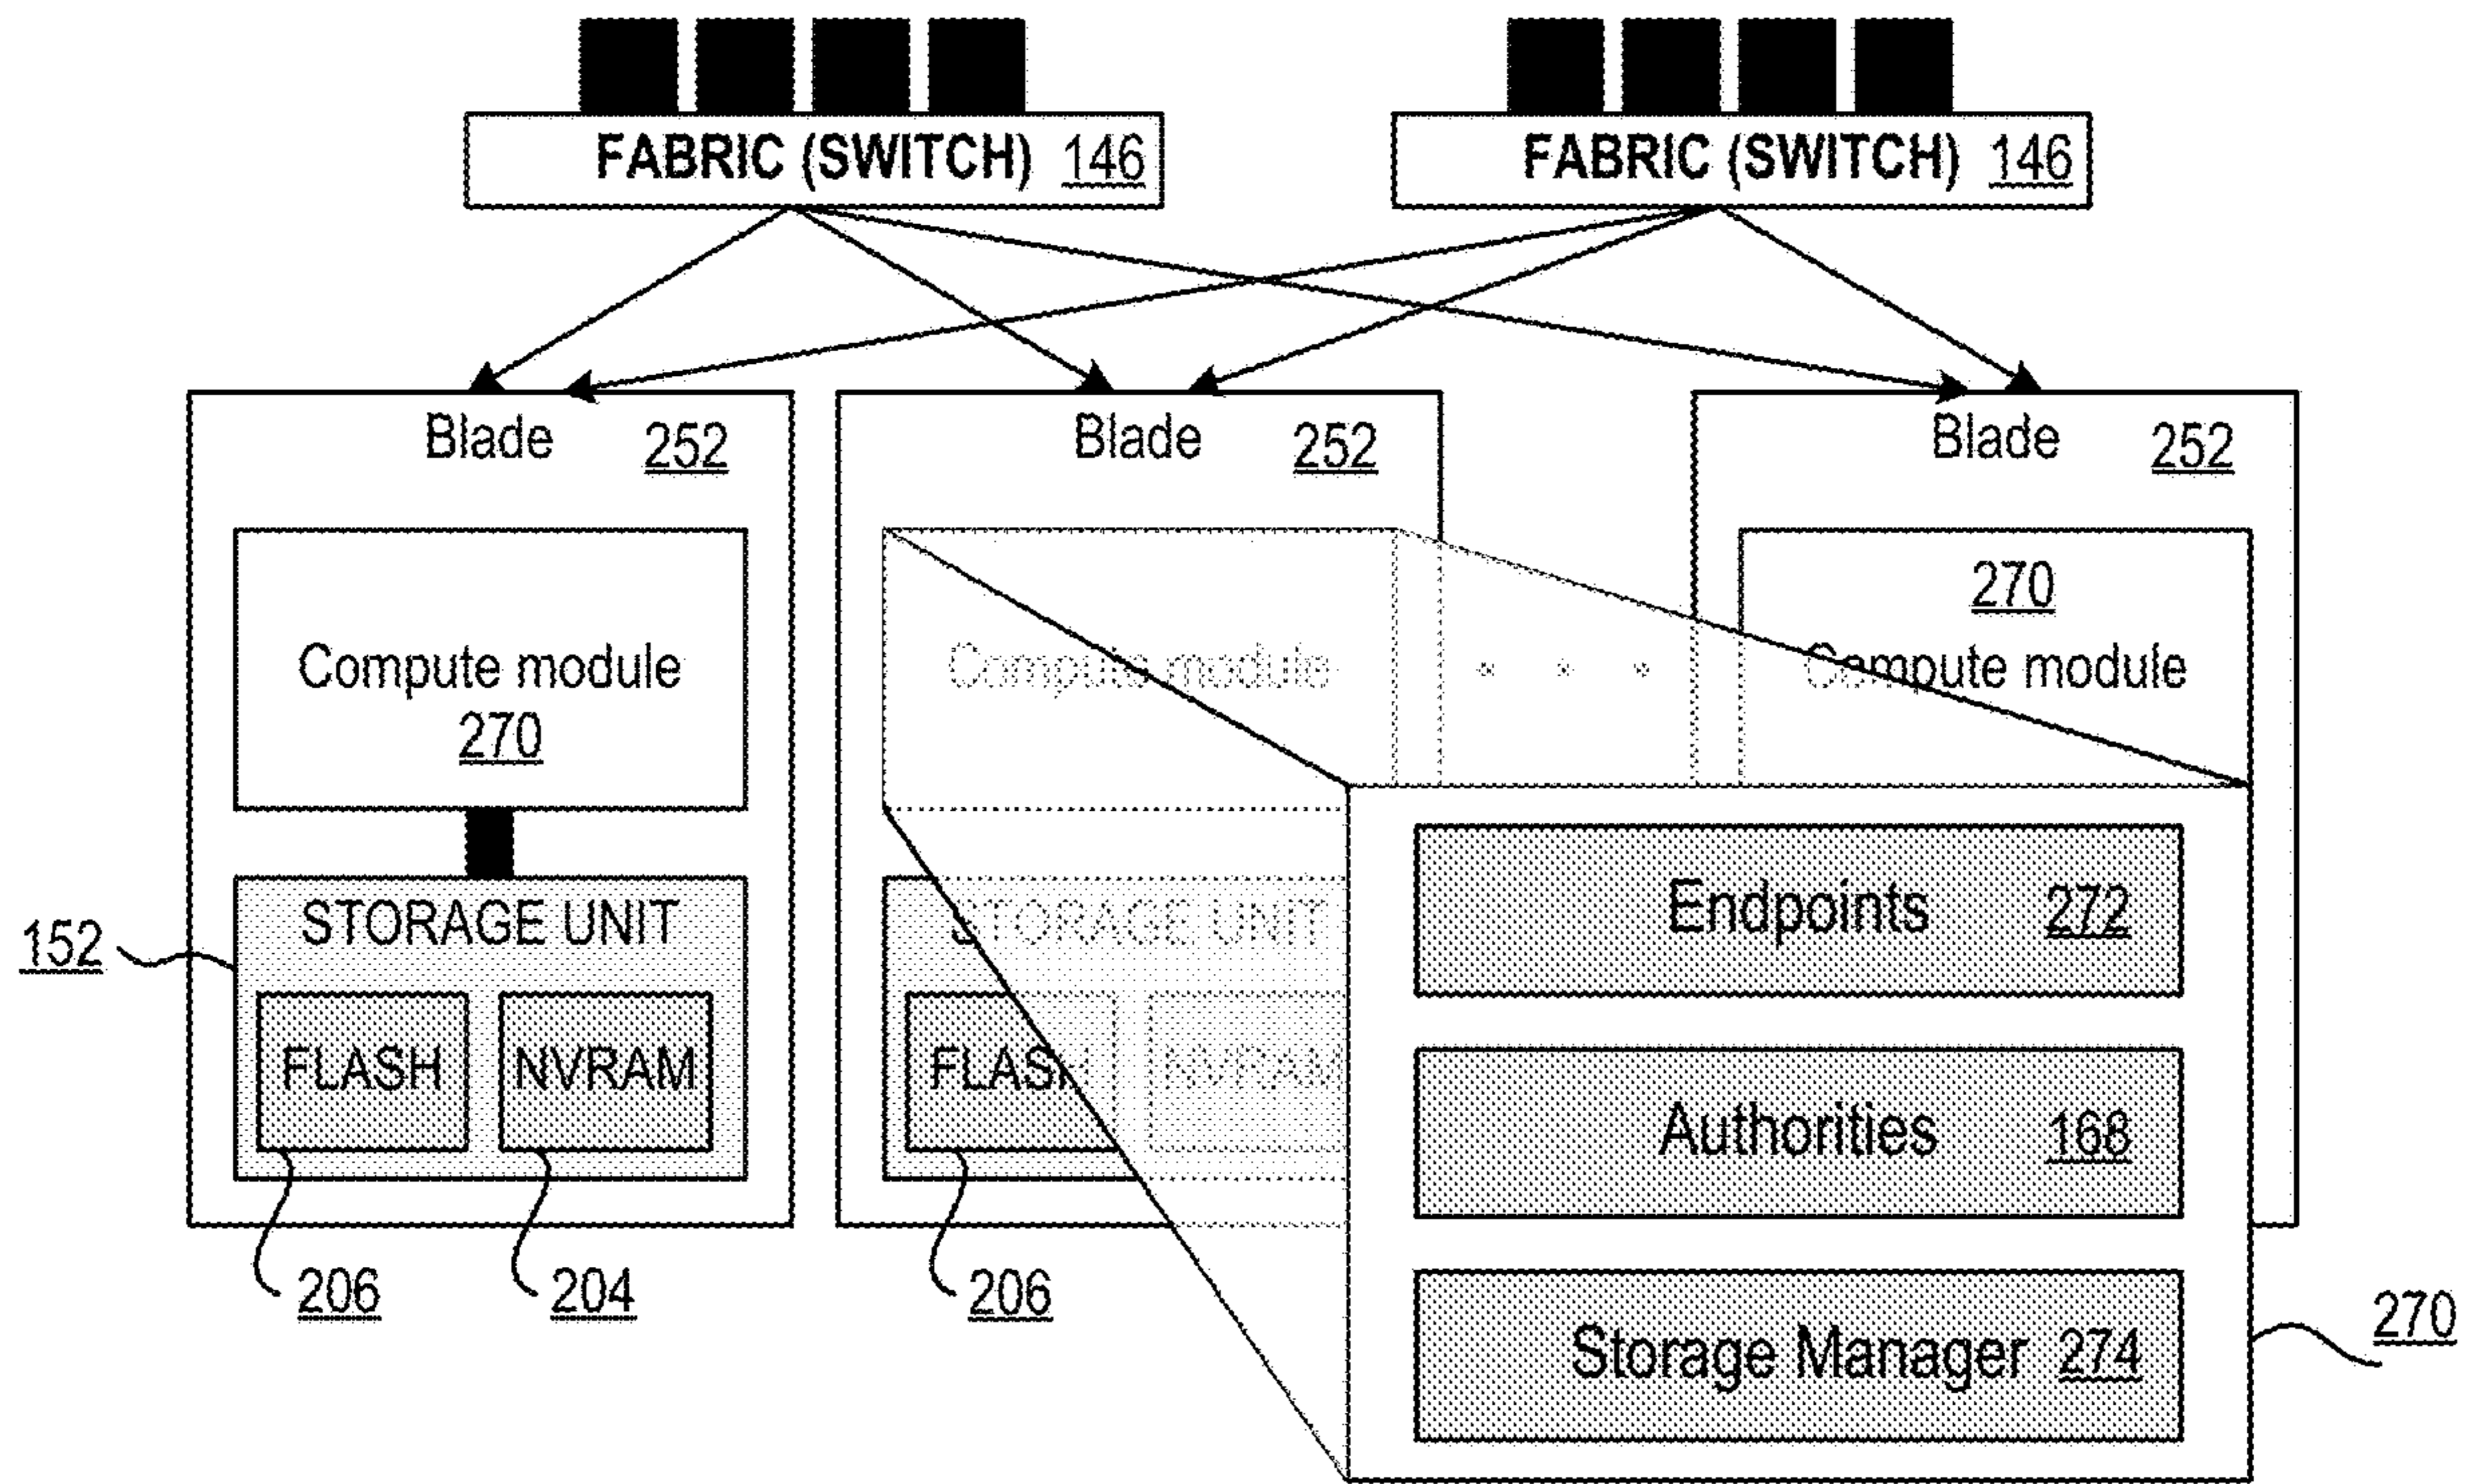 FABRIC (SWITCH) 146
FABRIC (SWITCH) 146
Blade 252
Blade 252
Blade 252
270
Compute module
270
Compute module
Compute module
STORAGE UNIT
152
FLASH
NVRAM
206
204
STORAGE UNIT
FLASH
NVRAM
206
Endpoints 272
Authorities 168
Storage Manager 274
270